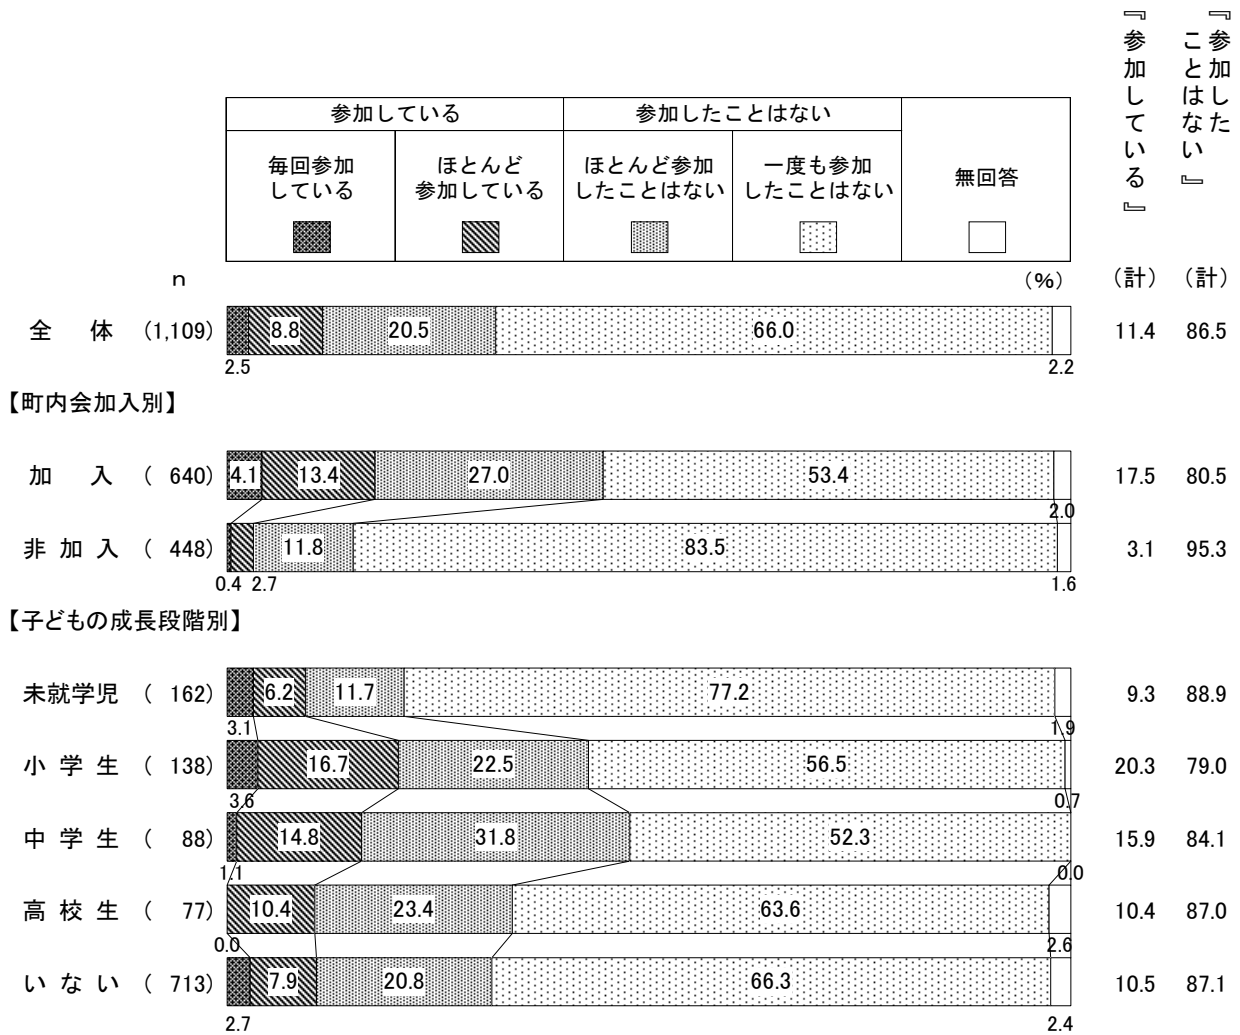 『参加している』
『参加した
ことはない』
参加している 参加したことはない
毎回参加
している
ほとんど
参加している
ほとんど参加
したことはない
一度も参加
したことはない
無回答
n (%) (計) (計)
全 体 (1,109) 8.8 20.5 66.0 11.4 86.5
2.5 2.2
【町内会加入別】
加 入 ( 640) 4.1 13.4 27.0 53.4 17.5 80.5
2.0
非 加 入 ( 448) 11.8 83.5 3.1 95.3
0.4 2.7 1.6
【子どもの成長段階別】
未就学児 ( 162) 6.2 11.7 77.2 9.3 88.9
3.1 1.9
小 学 生 ( 138) 16.7 22.5 56.5 20.3 79.0
3.6 0.7
中 学 生 ( 88) 14.8 31.8 52.3 15.9 84.1
1.1 0.0
高 校 生 ( 77) 10.4 23.4 63.6 10.4 87.0
0.0 2.6
い な い ( 713) 7.9 20.8 66.3 10.5 87.1
2.7 2.4